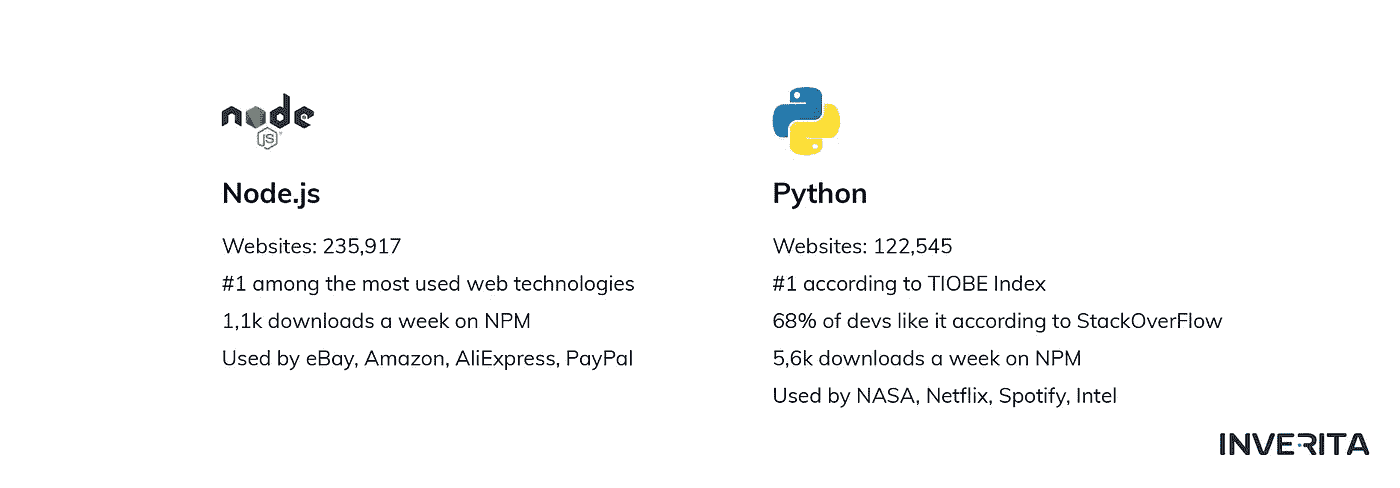 node
JS
Node.js
Websites: 235,917
#1 among the most used web technologies
1,1k downloads a week on NPM
Used by eBay, Amazon, AliExpress, PayPal
Python
Websites: 122,545
#1 according to TIOBE Index
68% of devs like it according to StackOverFlow
5,6k downloads a week on NPM
Used by NASA, Netflix, Spotify, Intel
INVERITA